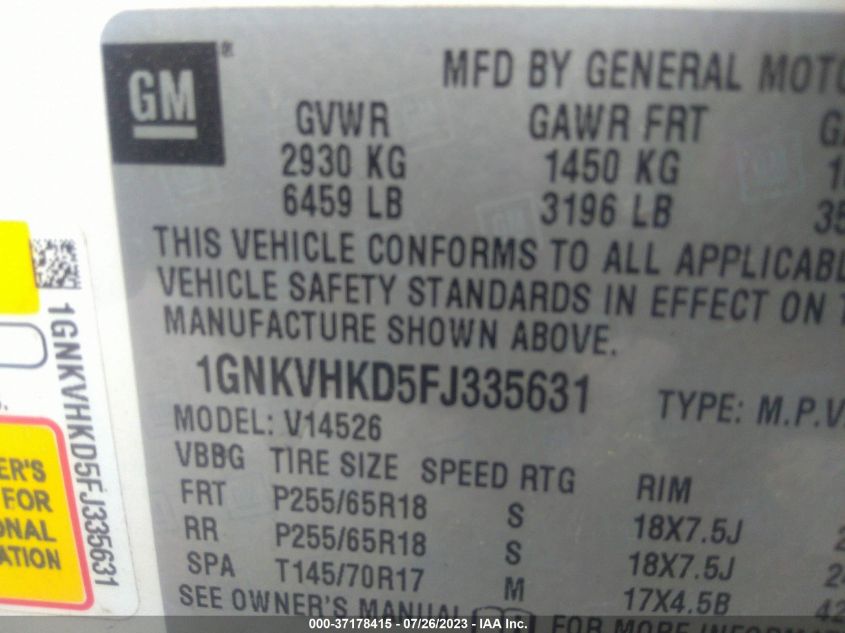 GM ®
MFD BY GENERAL
GVWR GAWR FRT
2930 KG 1450 KG
6459 LB 3196 LB
THIS VEHICLE CONFORMS TO ALL
VEHICLE SAFETY STANDARDS IN EFFECT ON
MANUFACTURE SHOWN ABOVE.
1GNKVHKD5FJ335631 TYPE: M.P.V.
MODEL: V14526
VBBG TIRE SIZE SPEED RTG RIM
FRT P255/65R18 S 18X7.5J
RR P255/65R18 S 18X7.5J
SPA T145/70R17 M 17X4.5B
SEE OWNER'S MANUAL FOR MORE
1GNKVHKD5FJ335631
ER'S
FOR
ONAL
ATION
000-37178415 - 07/26/2023 - IAA Inc.